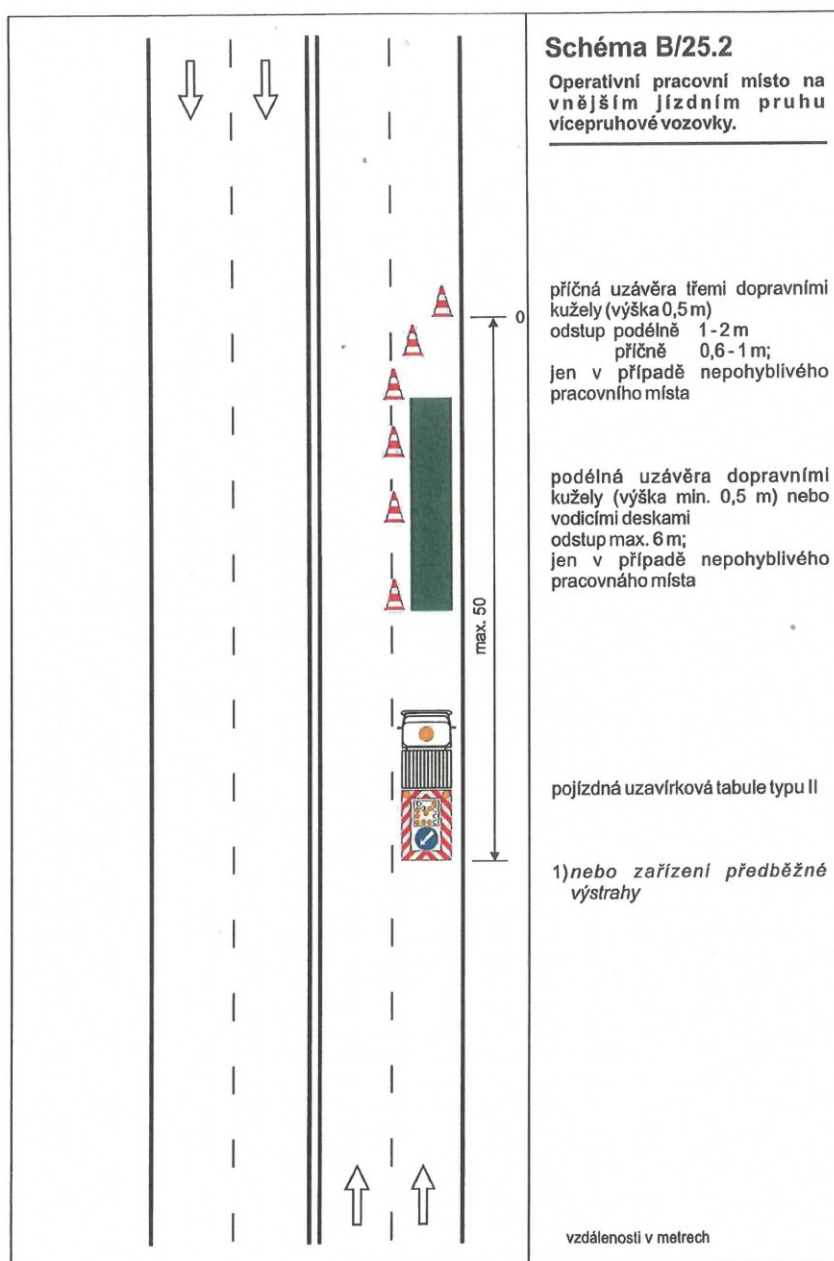 Schéma B/25.2
Operativní pracovní místo na
vnějším jízdním pruhu
vícepruhové vozovky.
příčná uzávěra třemi dopravními
kužely (výška 0,5 m)
odstup podélně 1 - 2 m
příčně 0,6 - 1 m;
jen v případě nepohyblivého
pracovního místa
0
podélná uzávěra dopravními
kužely (výška min. 0,5 m) nebo
vodicími deskami
odstup max. 6 m;
jen v případě nepohyblivého
pracovnáho místa
max. 50
pojízdná uzavírková tabule typu II
1) nebo zařízení předběžné
výstrahy
vzdálenosti v metrech